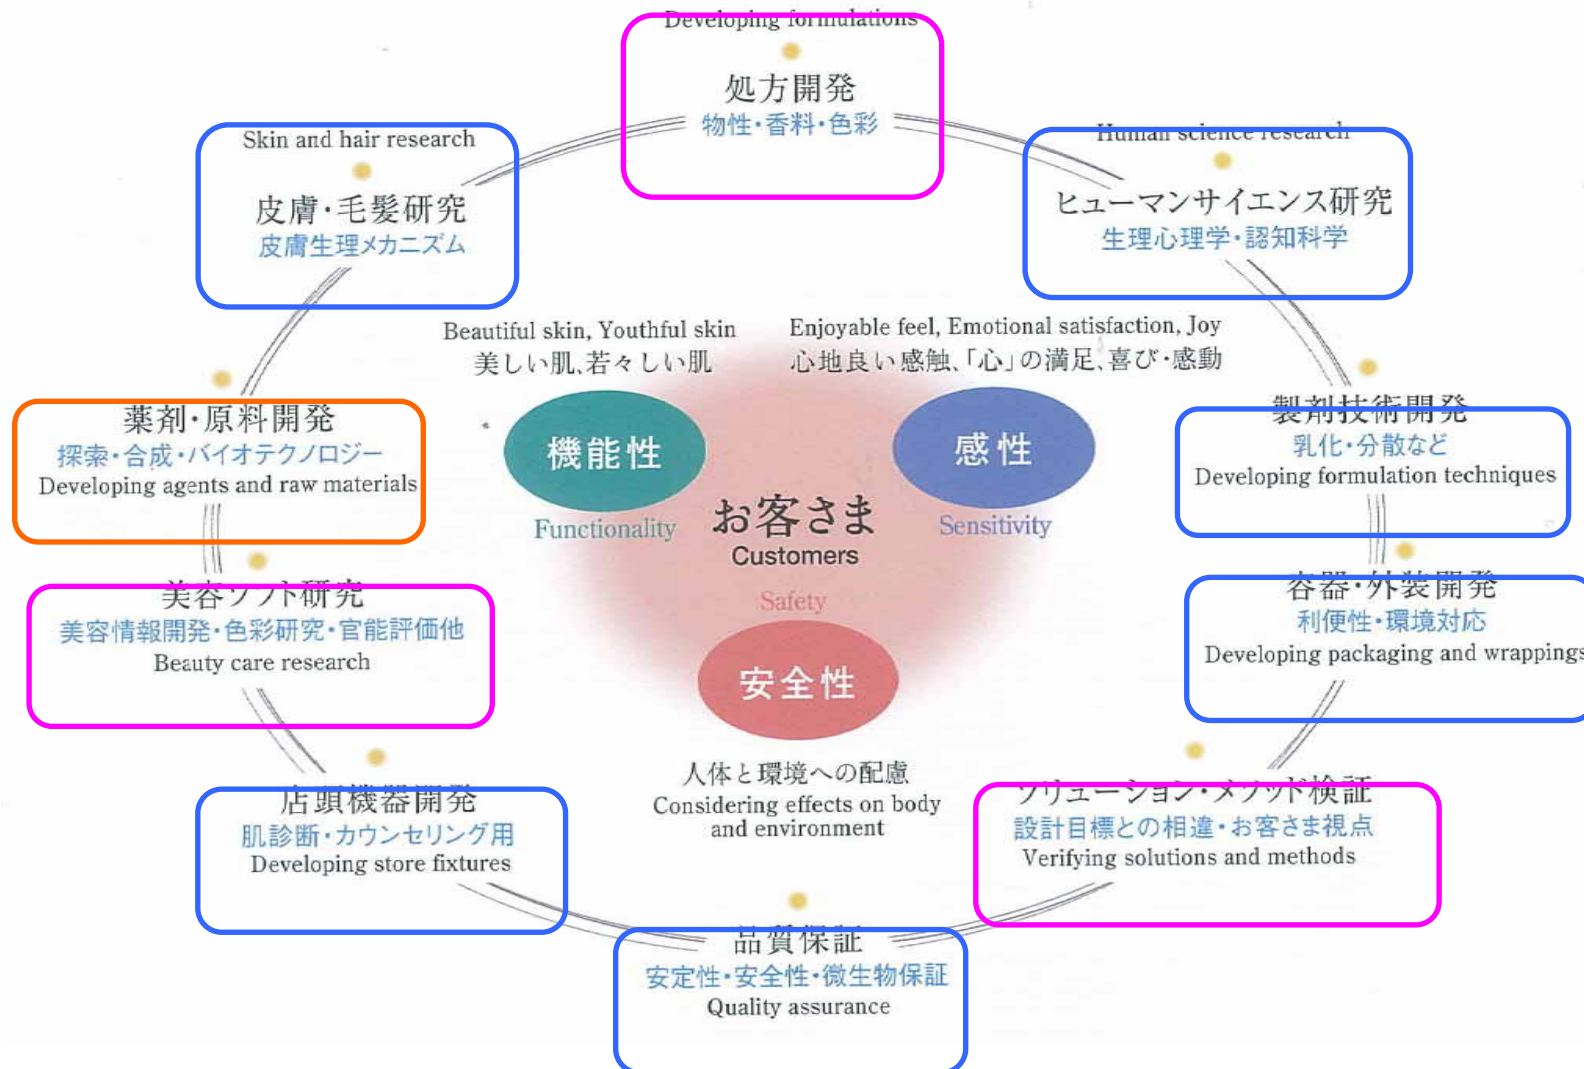 Developing formulations
処方開発
物性・香料・色彩
Skin and hair research
皮膚・毛髪研究
皮膚生理メカニズム
Human science research
ヒューマンサイエンス研究
生理心理学・認知科学
Beautiful skin, Youthful skin
美しい肌、若々しい肌
Enjoyable feel, Emotional satisfaction, Joy
心地良い感触、「心」の満足、喜び・感動
薬剤・原料開発
探索・合成・バイオテクノロジー
Developing agents and raw materials
機能性
Functionality
感性
Sensitivity
お客さま
Customers
製剤技術開発
乳化・分散など
Developing formulation techniques
美容ソフト研究
美容情報開発・色彩研究・官能評価他
Beauty care research
Safety
安全性
人体と環境への配慮
Considering effects on body
and environment
容器・外装開発
利便性・環境対応
Developing packaging and wrappings
店頭機器開発
肌診断・カウンセリング用
Developing store fixtures
ソリューション・メソッド検証
設計目標との相違・お客さま視点
Verifying solutions and methods
品質保証
安定性・安全性・微生物保証
Quality assurance